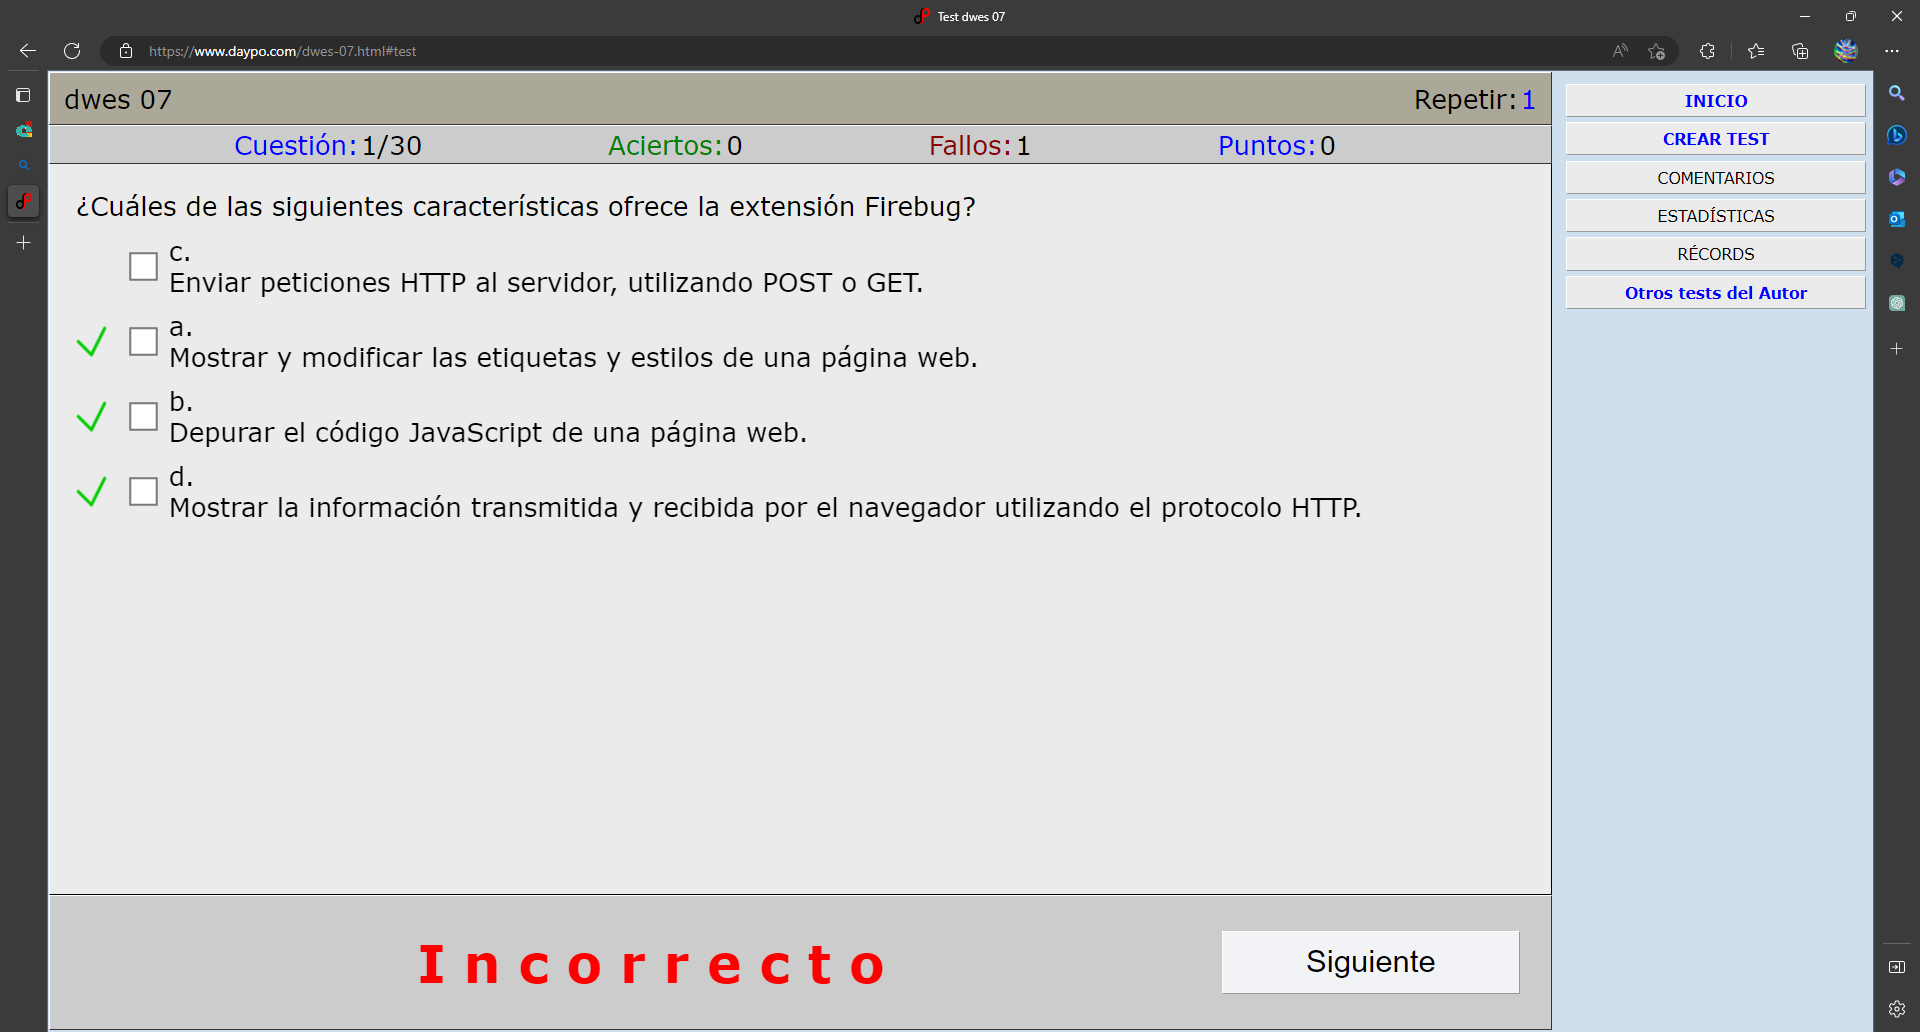 Test dwes 07
https://www.daypo.com/dwes-07.html#test
dwes 07
Repetir: 1
Cuestión: 1/30 Aciertos: 0 Fallos: 1 Puntos: 0
¿Cuáles de las siguientes características ofrece la extensión Firebug?
c.
Enviar peticiones HTTP al servidor, utilizando POST o GET.
a.
Mostrar y modificar las etiquetas y estilos de una página web.
b.
Depurar el código JavaScript de una página web.
d.
Mostrar la información transmitida y recibida por el navegador utilizando el protocolo HTTP.
Incorrecto
Siguiente
INICIO
CREAR TEST
COMENTARIOS
ESTADÍSTICAS
RÉCORDS
Otros tests del Autor